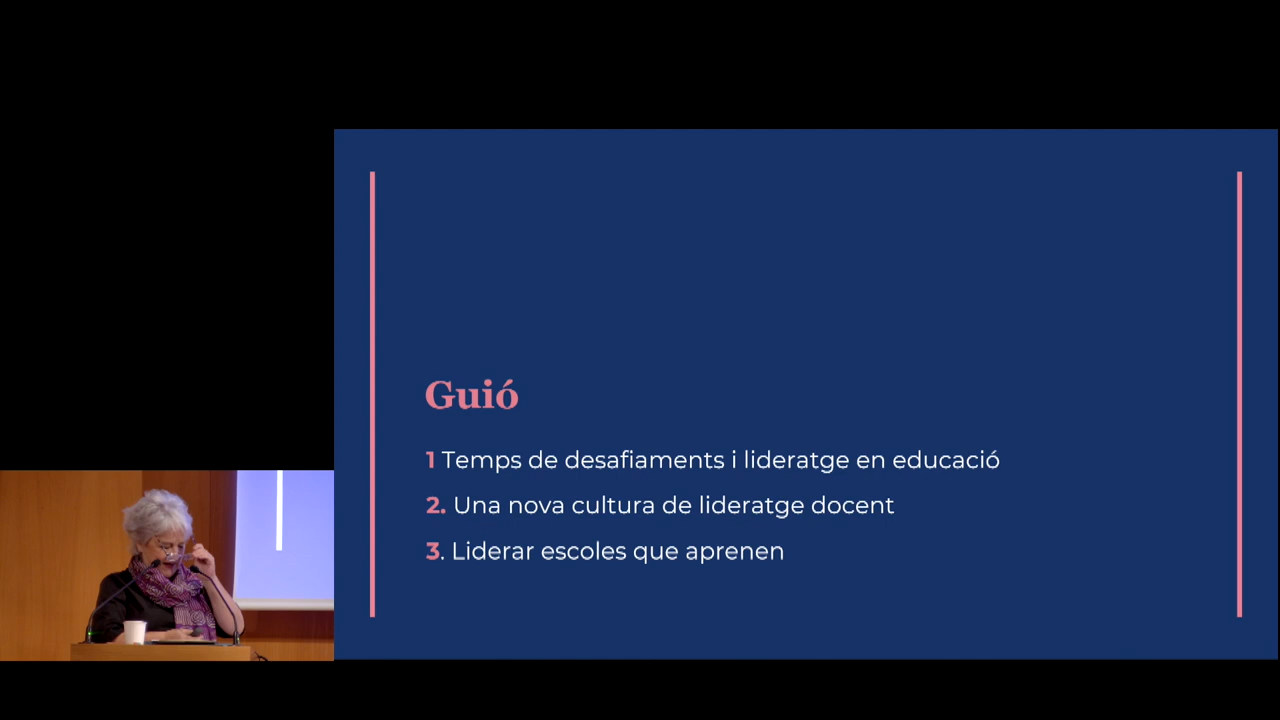 Guió
1 Temps de desafiaments i lideratge en educació
2. Una nova cultura de lideratge docent
3. Liderar escoles que aprenen